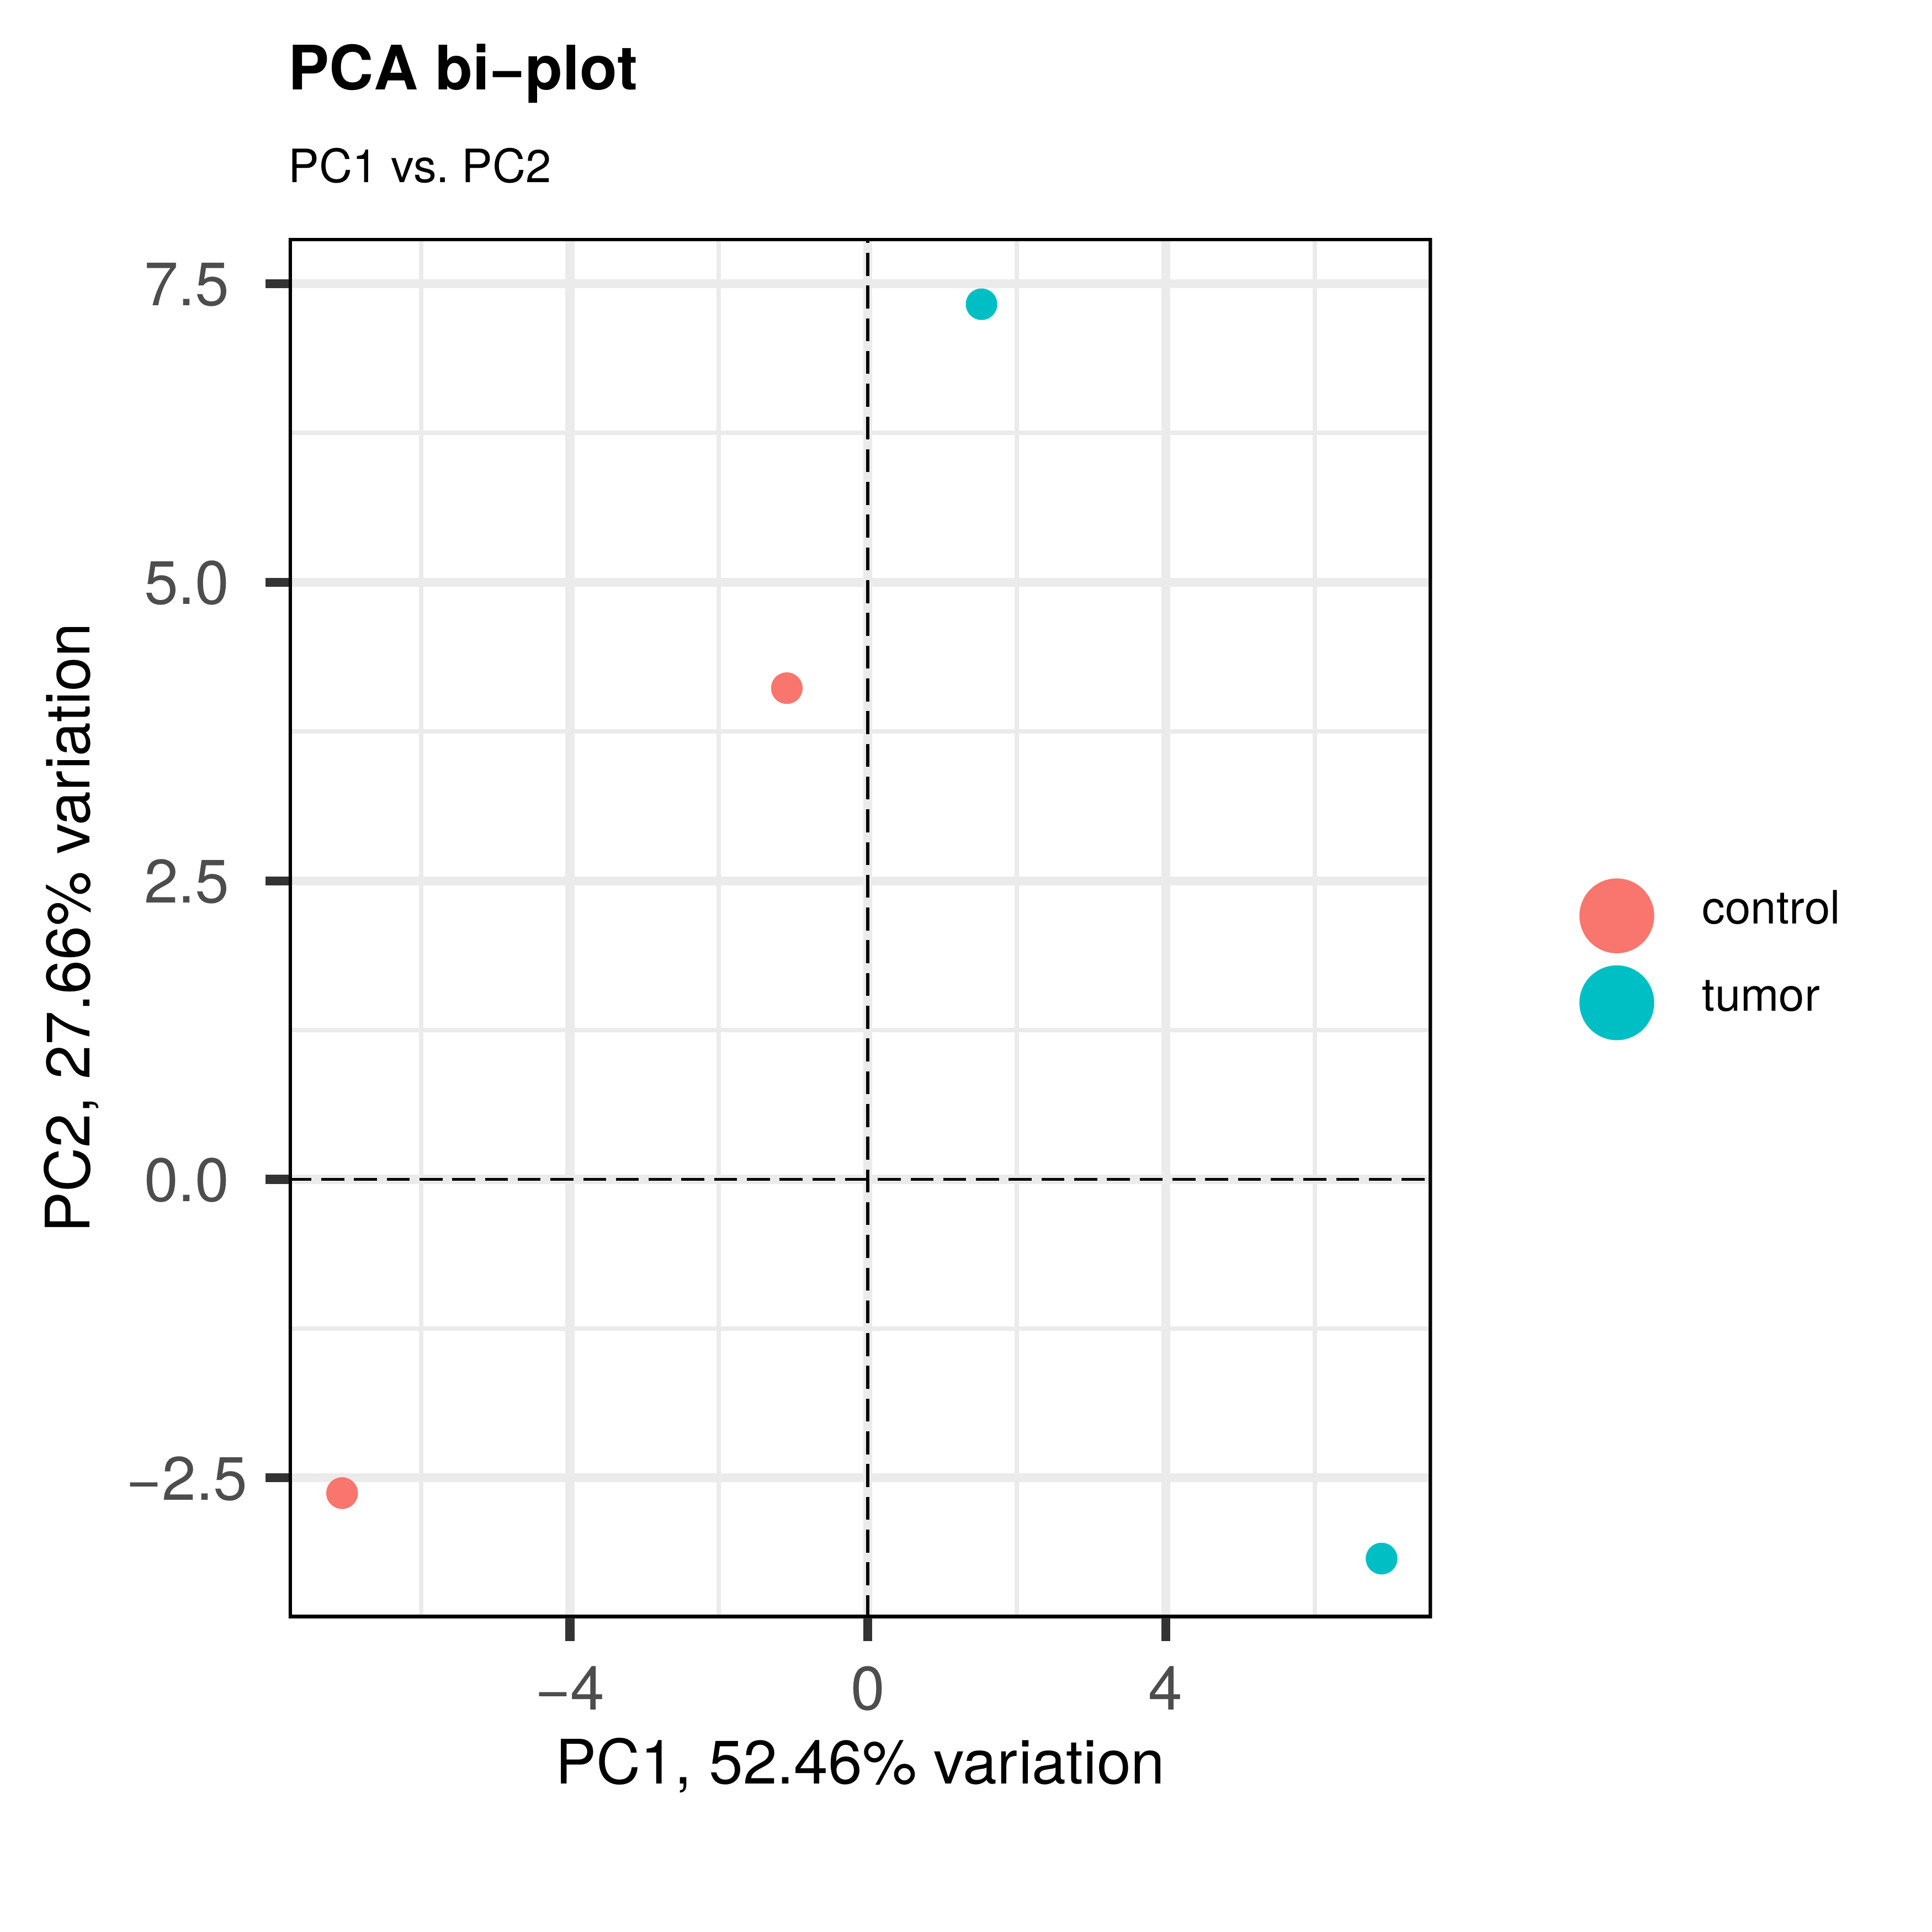 PCA bi−plot
PC1 vs. PC2
7.5
5.0
2.5
0.0
−2.5
PC2, 27.66% variation
−4 0 4
PC1, 52.46% variation
control
tumor